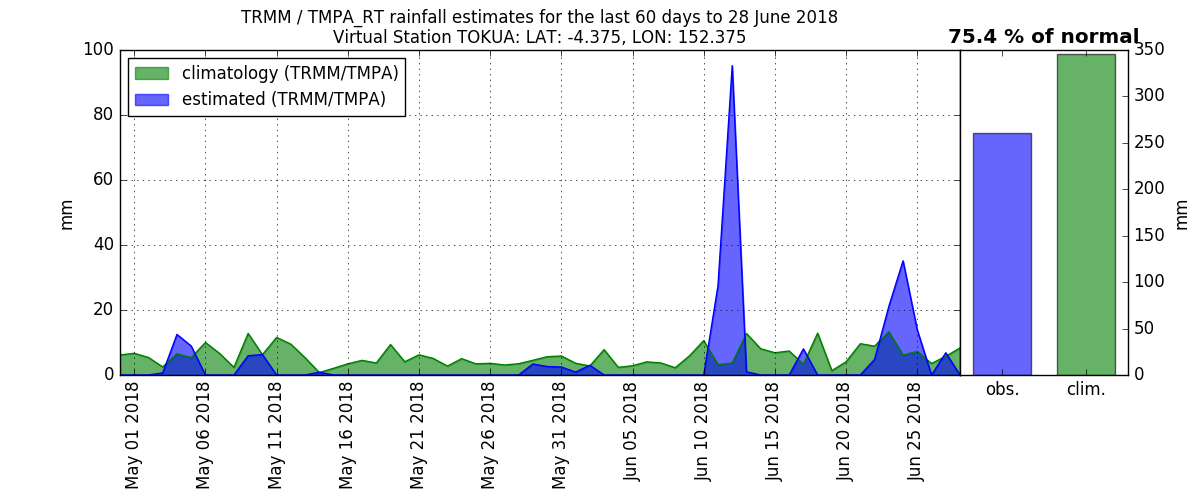 TRMM / TMPA_RT rainfall estimates for the last 60 days to 28 June 2018
Virtual Station TOKUA: LAT: -4.375, LON: 152.375
75.4 % of normal
climatology (TRMM/TMPA)
estimated (TRMM/TMPA)
mm
100
80
60
40
20
0
May 01 2018
May 06 2018
May 11 2018
May 16 2018
May 21 2018
May 26 2018
May 31 2018
Jun 05 2018
Jun 10 2018
Jun 15 2018
Jun 20 2018
Jun 25 2018
obs.
clim.
350
300
250
200
150
100
50
0
mm